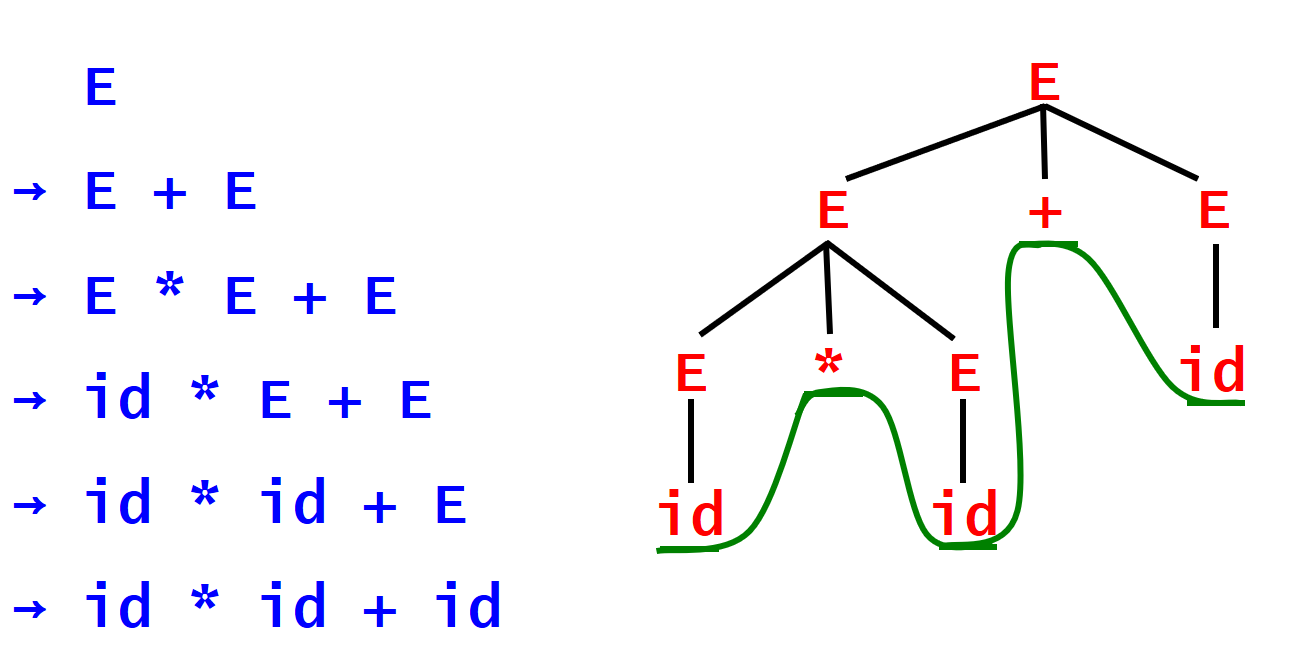 E
→ E + E
→ E * E + E
→ id * E + E
→ id * id + E
→ id * id + id
E
E + E
E * E id
id id